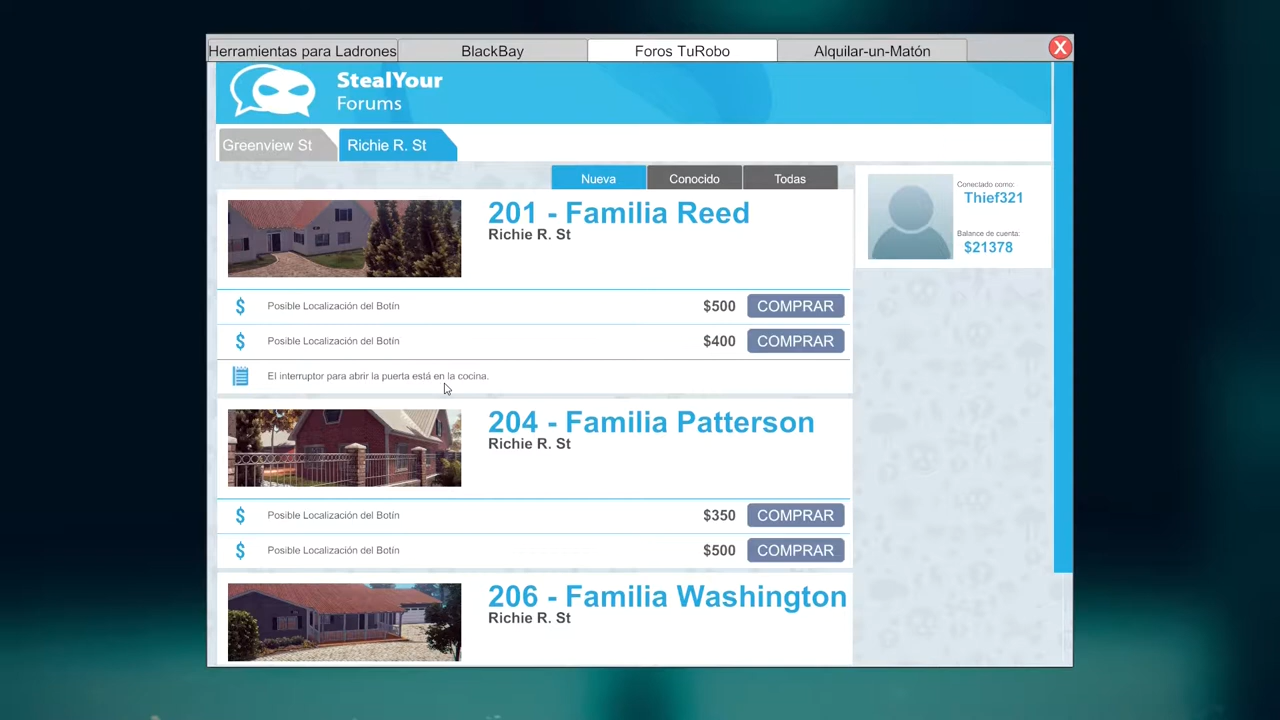 Herramientas para Ladrones
BlackBay
Foros TuRobo
Alquilar-un-Matón
X
StealYour
Forums
Greenview St
Richie R. St
Nueva
Conocido
Todas
Conectado como:
Thief321
Balance de cuenta:
$21378
201 - Familia Reed
Richie R. St
$ Posible Localización del Botín $500 COMPRAR
$ Posible Localización del Botín $400 COMPRAR
El interruptor para abrir la puerta está en la cocina.
204 - Familia Patterson
Richie R. St
$ Posible Localización del Botín $350 COMPRAR
$ Posible Localización del Botín $500 COMPRAR
206 - Familia Washington
Richie R. St